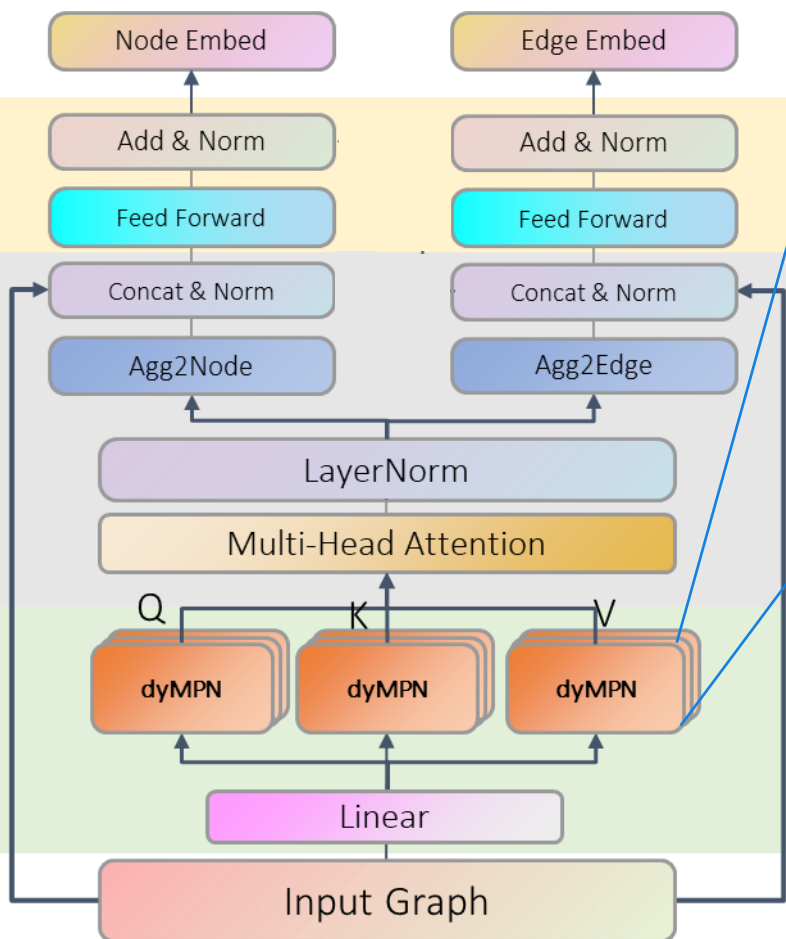 Node Embed
Edge Embed
Add & Norm
Add & Norm
Feed Forward
Feed Forward
Concat & Norm
Concat & Norm
Agg2Node
Agg2Edge
LayerNorm
Multi-Head Attention
Q
K
V
dyMPN
dyMPN
dyMPN
Linear
Input Graph